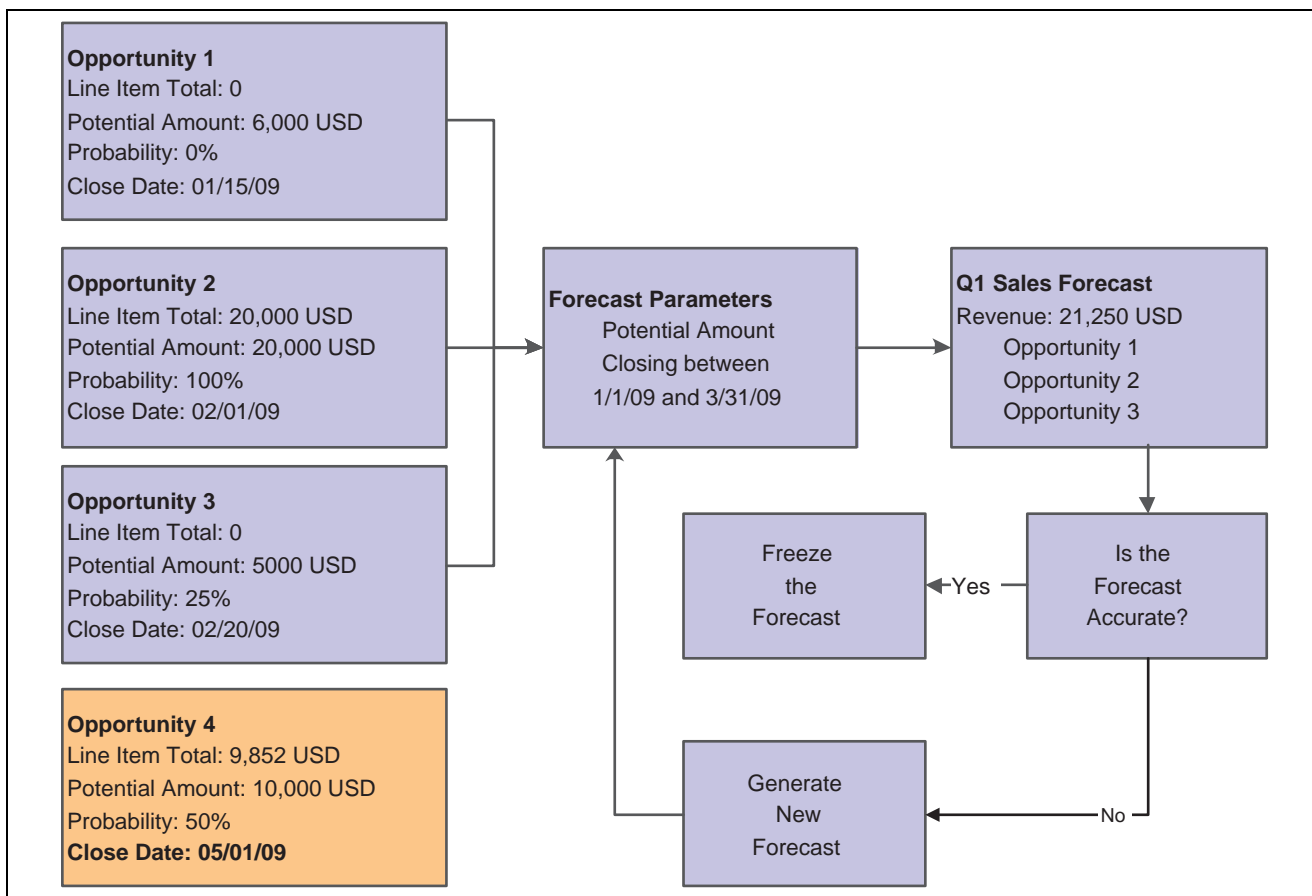 Opportunity 1
Line Item Total: 0
Potential Amount: 6,000 USD
Probability: 0%
Close Date: 01/15/09
Opportunity 2
Line Item Total: 20,000 USD
Potential Amount: 20,000 USD
Probability: 100%
Close Date: 02/01/09
Opportunity 3
Line Item Total: 0
Potential Amount: 5000 USD
Probability: 25%
Close Date: 02/20/09
Opportunity 4
Line Item Total: 9,852 USD
Potential Amount: 10,000 USD
Probability: 50%
Close Date: 05/01/09
Forecast Parameters
Potential Amount
Closing between
1/1/09 and 3/31/09
Q1 Sales Forecast
Revenue: 21,250 USD
Opportunity 1
Opportunity 2
Opportunity 3
Is the
Forecast
Accurate?
Yes
Freeze
the
Forecast
No
Generate
New
Forecast